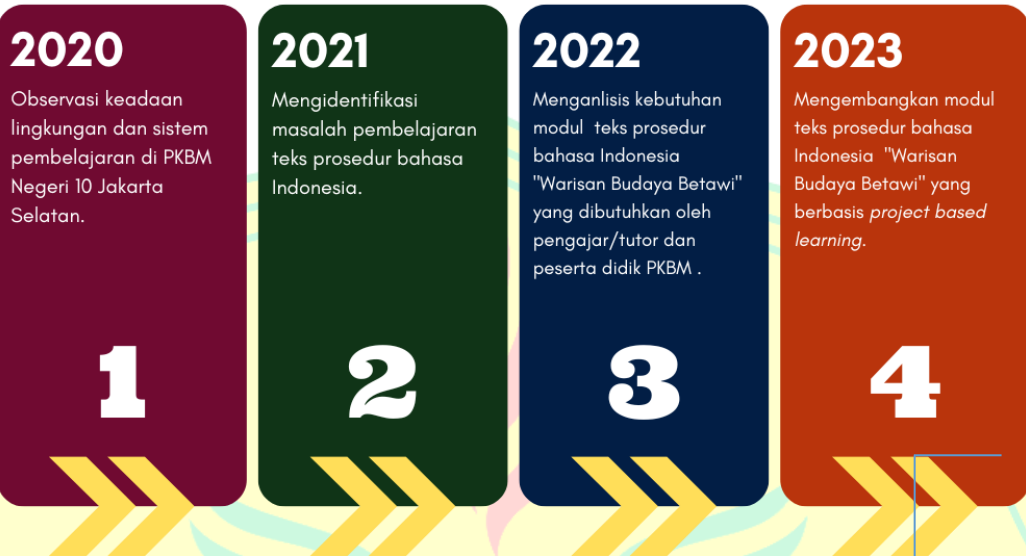 2020
Observasi keadaan
lingkungan dan sistem
pembelajaran di PKBM
Negeri 10 Jakarta
Selatan.
1
2021
Mengidentifikasi
masalah pembelajaran
teks prosedur bahasa
Indonesia.
2
2022
Menganlisis kebutuhan
modul teks prosedur
bahasa Indonesia
"Warisan Budaya Betawi"
yang dibutuhkan oleh
pengajar/tutor dan
peserta didik PKBM .
3
2023
Mengembangkan modul
teks prosedur bahasa
Indonesia "Warisan
Budaya Betawi" yang
berbasis project based
learning.
4